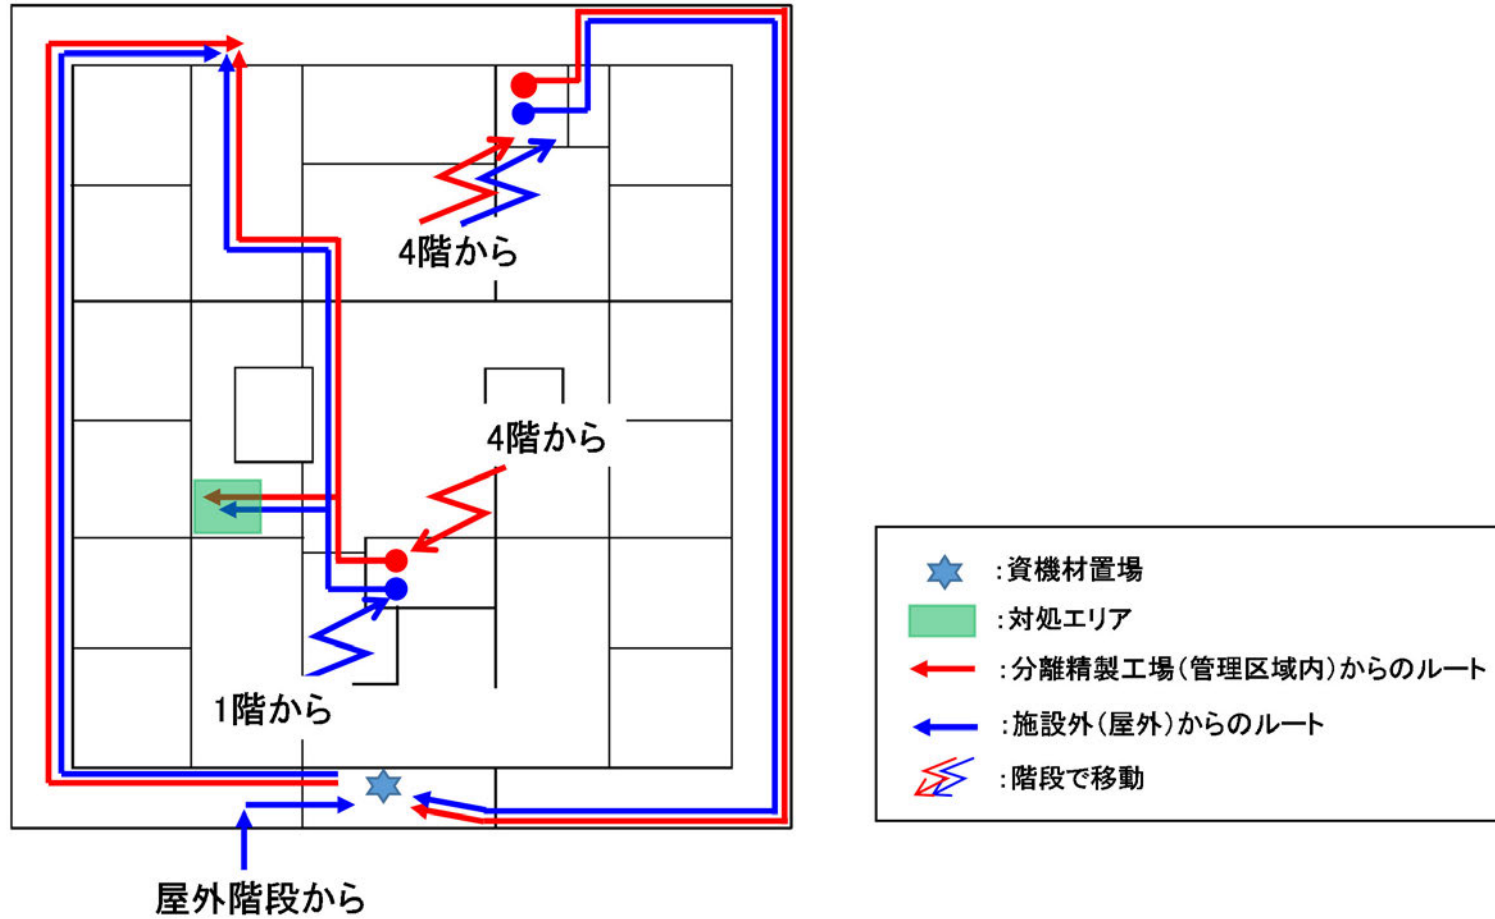 4階から
4階から
1階から
屋外階段から
:資機材置場
:対処エリア
:分離精製工場(管理区域内)からのルート
:施設外(屋外)からのルート
:階段で移動